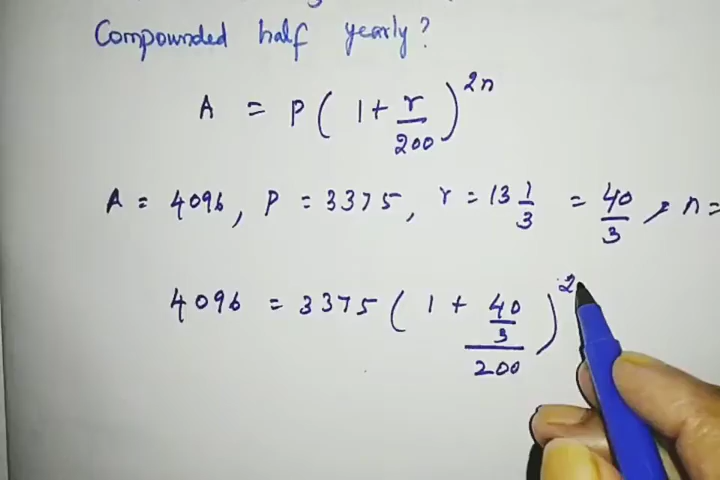 Compounded half yearly?
A = P ( 1 + r/200 )^2n
A = 4096, P = 3375, r = 13 1/3 = 40/3, n =
4096 = 3375 ( 1 + 40/3/200 )^2